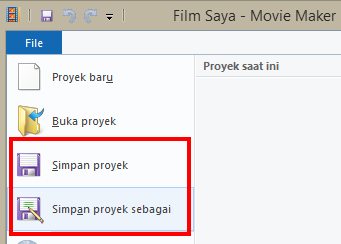 Film Saya - Movie Maker
File
Proyek baru
Proyek saat ini
Buka proyek
Simpan proyek
Simpan proyek sebagai